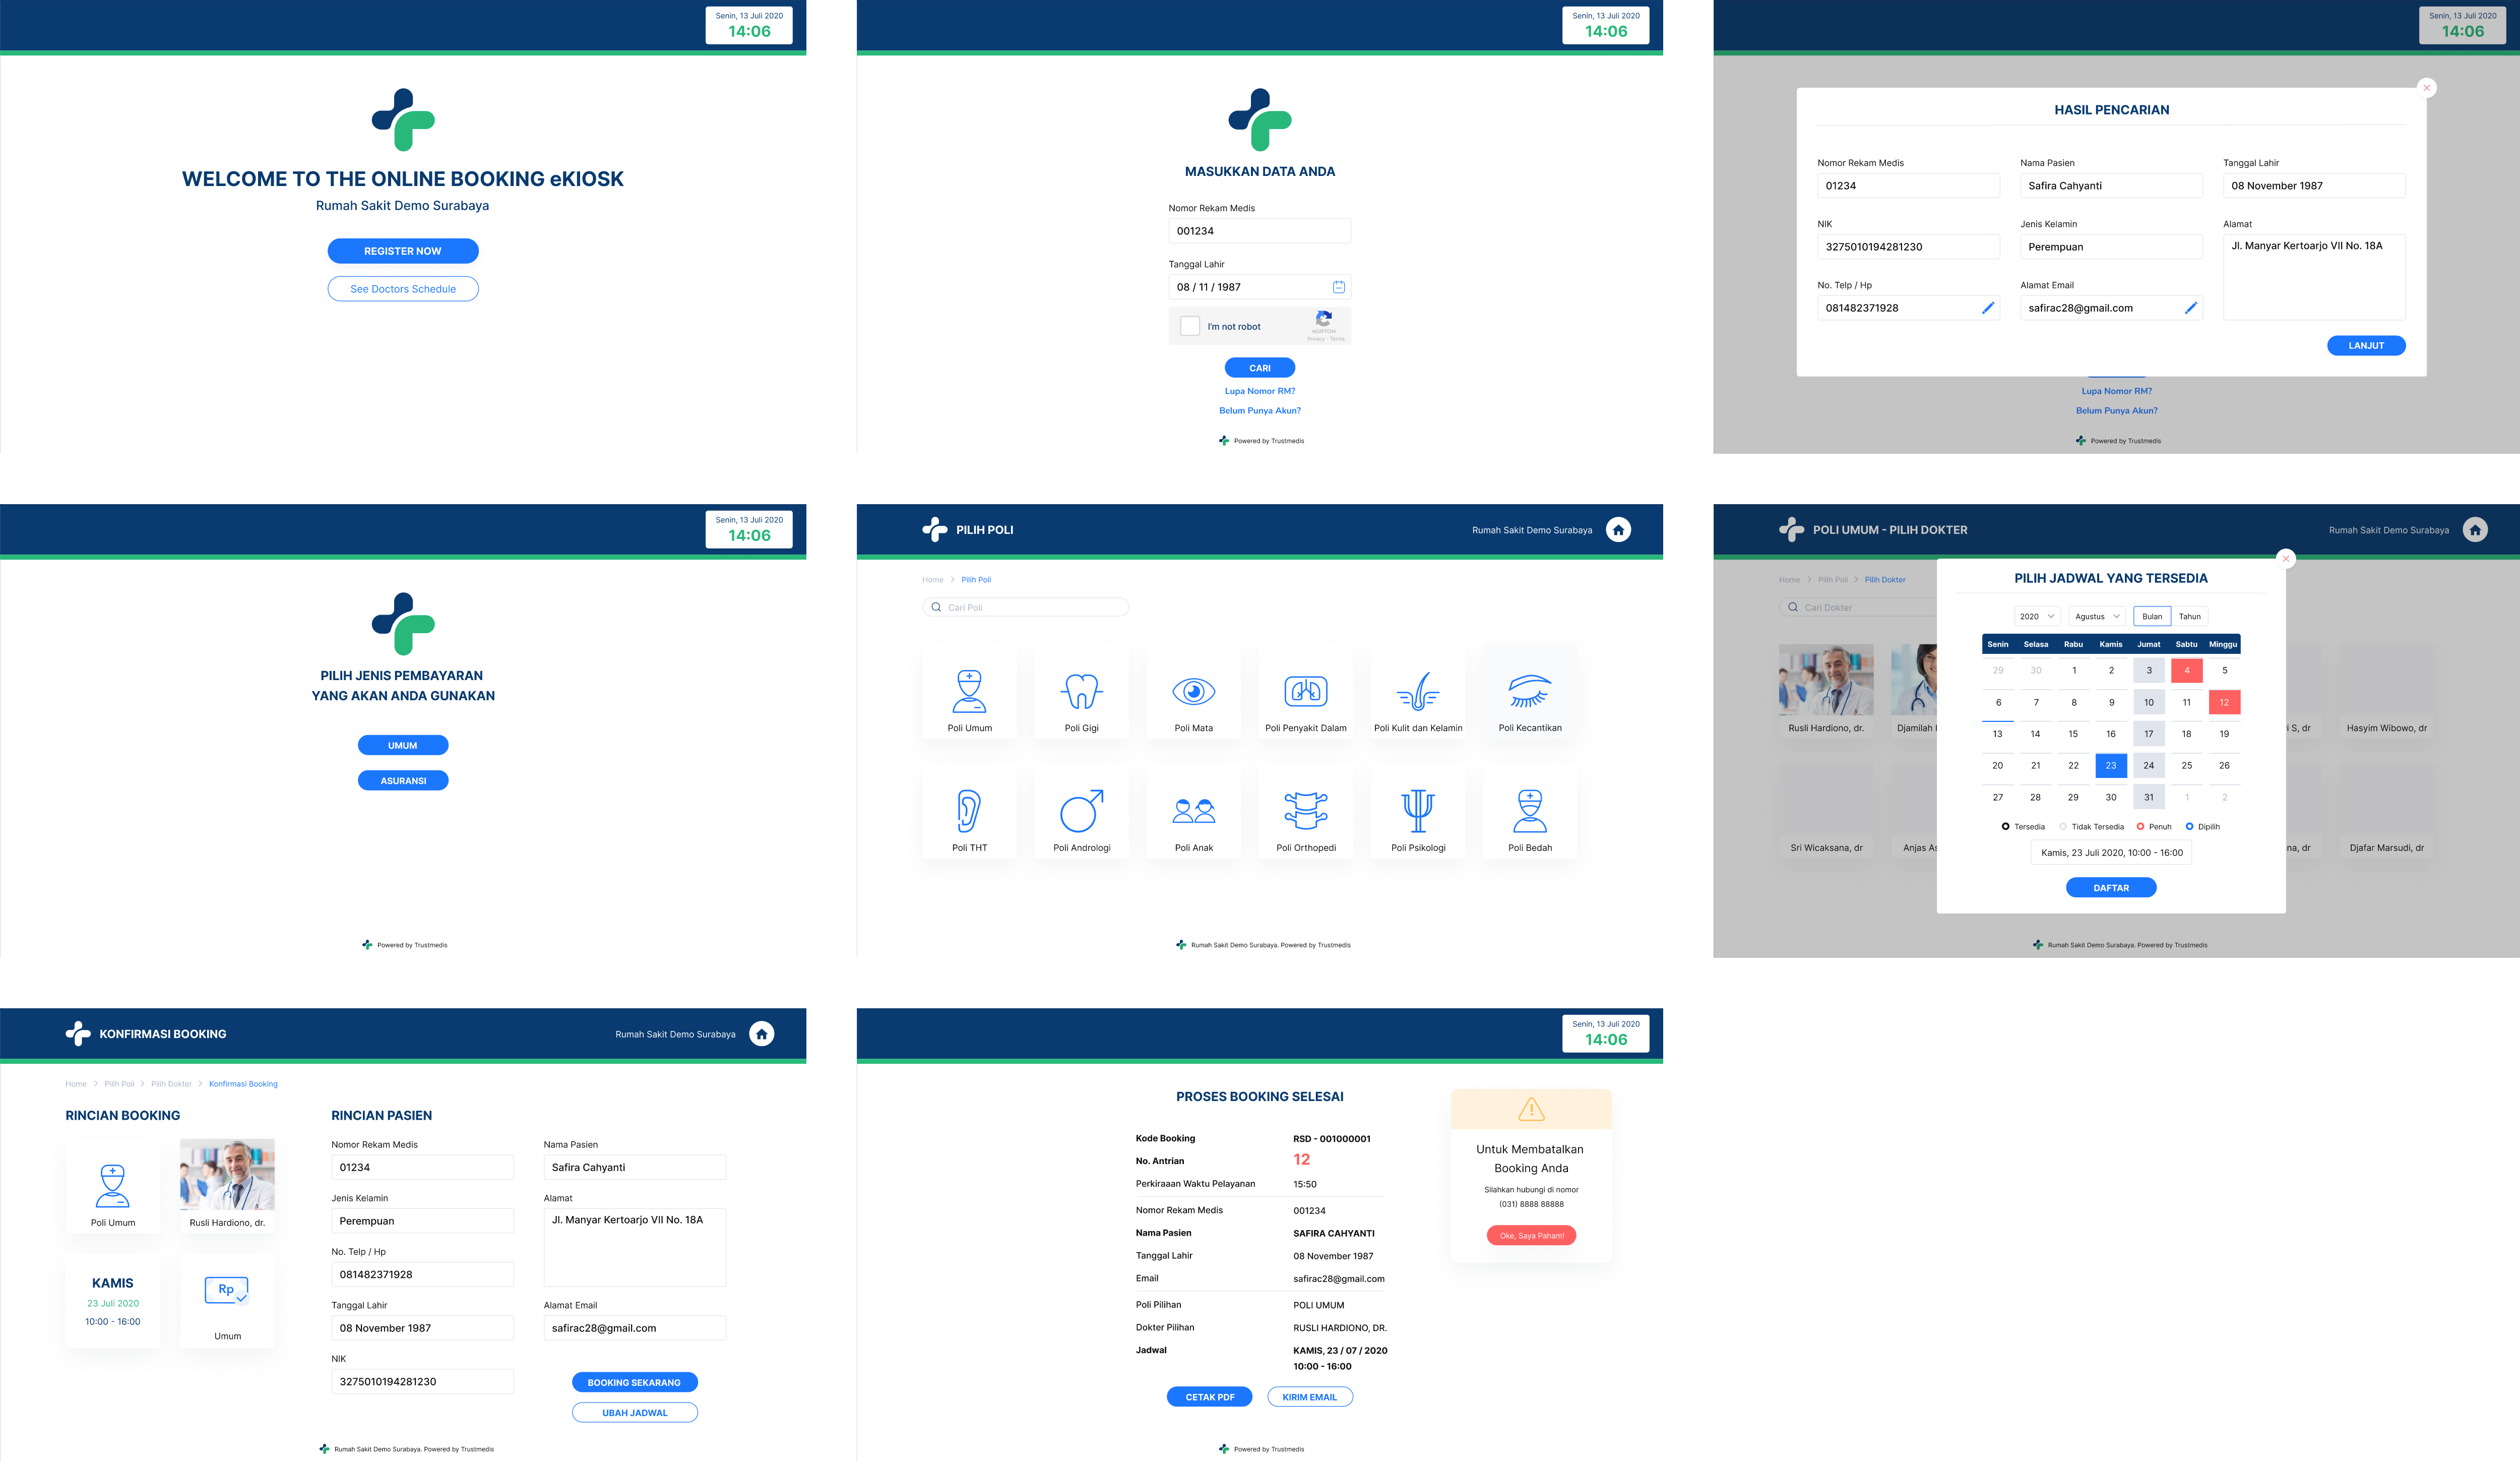 Senin, 13 Juli 2020
14:06
WELCOME TO THE ONLINE BOOKING eKIOSK
Rumah Sakit Demo Surabaya
REGISTER NOW
See Doctors Schedule
Senin, 13 Juli 2020
14:06
MASUKKAN DATA ANDA
Nomor Rekam Medis
001234
Tanggal Lahir
08 / 11 / 1987
I'm not robot
reCAPTCHA
Privacy - Terms
CARI
Lupa Nomor RM?
Belum Punya Akun?
Powered by Trustmedis
Senin, 13 Juli 2020
14:06
HASIL PENCARIAN
Nomor Rekam Medis
01234
Nama Pasien
Safira Cahyanti
Tanggal Lahir
08 November 1987
NIK
3275010194281230
Jenis Kelamin
Perempuan
Alamat
Jl. Manyar Kertoarjo VII No. 18A
No. Telp / Hp
081482371928
Alamat Email
safirac28@gmail.com
LANJUT
Lupa Nomor RM?
Belum Punya Akun?
Powered by Trustmedis
Senin, 13 Juli 2020
14:06
PILIH JENIS PEMBAYARAN
YANG AKAN ANDA GUNAKAN
UMUM
ASURANSI
Powered by Trustmedis
PILIH POLI
Rumah Sakit Demo Surabaya
Home > Pilih Poli
Cari Poli
Poli Umum
Poli Gigi
Poli Mata
Poli Penyakit Dalam
Poli Kulit dan Kelamin
Poli Kecantikan
Poli THT
Poli Andrologi
Poli Anak
Poli Orthopedi
Poli Psikologi
Poli Bedah
Rumah Sakit Demo Surabaya. Powered by Trustmedis
POLI UMUM - PILIH DOKTER
Rumah Sakit Demo Surabaya
Home > Pilih Poli > Pilih Dokter
Cari Dokter
Rusli Hardiono, dr.
Djamilah
i S, dr
Hasyim Wibowo, dr
Sri Wicaksana, dr
Anjas As
na, dr
Djafar Marsudi, dr
PILIH JADWAL YANG TERSEDIA
2020
Agustus
Bulan
Tahun
Senin Selasa Rabu Kamis Jumat Sabtu Minggu
29 30 1 2 3 4 5
6 7 8 9 10 11 12
13 14 15 16 17 18 19
20 21 22 23 24 25 26
27 28 29 30 31 1 2
Tersedia
Tidak Tersedia
Penuh
Dipilih
Kamis, 23 Juli 2020, 10:00 - 16:00
DAFTAR
Rumah Sakit Demo Surabaya. Powered by Trustmedis
KONFIRMASI BOOKING
Rumah Sakit Demo Surabaya
Home > Pilih Poli > Pilih Dokter > Konfirmasi Booking
RINCIAN BOOKING
Poli Umum
Rusli Hardiono, dr.
KAMIS
23 Juli 2020
10:00 - 16:00
Rp
Umum
RINCIAN PASIEN
Nomor Rekam Medis
01234
Nama Pasien
Safira Cahyanti
Jenis Kelamin
Perempuan
Alamat
Jl. Manyar Kertoarjo VII No. 18A
No. Telp / Hp
081482371928
Tanggal Lahir
08 November 1987
Alamat Email
safirac28@gmail.com
NIK
3275010194281230
BOOKING SEKARANG
UBAH JADWAL
Rumah Sakit Demo Surabaya. Powered by Trustmedis
Senin, 13 Juli 2020
14:06
PROSES BOOKING SELESAI
Kode Booking RSD - 001000001
No. Antrian 12
Perkiraaan Waktu Pelayanan 15:50
Nomor Rekam Medis 001234
Nama Pasien SAFIRA CAHYANTI
Tanggal Lahir 08 November 1987
Email safirac28@gmail.com
Poli Pilihan POLI UMUM
Dokter Pilihan RUSLI HARDIONO, DR.
Jadwal KAMIS, 23 / 07 / 2020
10:00 - 16:00
CETAK PDF
KIRIM EMAIL
Powered by Trustmedis
Untuk Membatalkan
Booking Anda
Silahkan hubungi di nomor
(031) 8888 88888
Oke, Saya Paham!